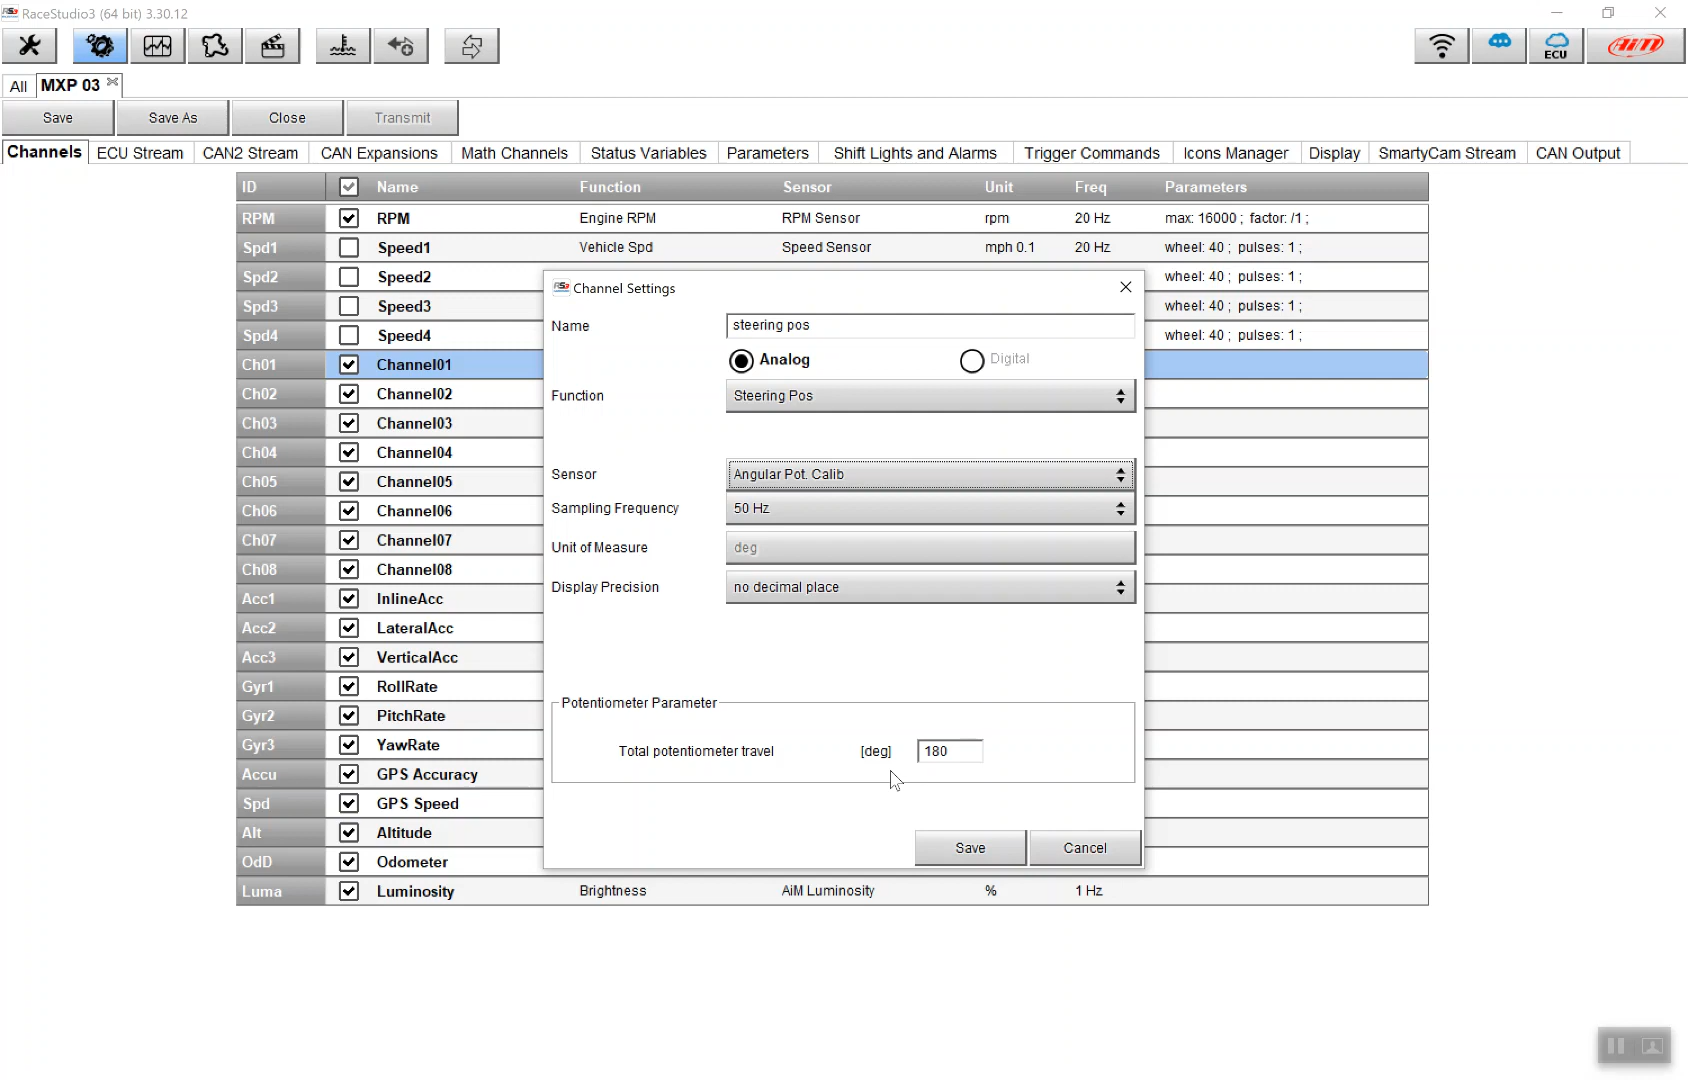 RaceStudio3 (64 bit) 3.30.12
ECU
AiM
All
MXP 03
Save
Save As
Close
Transmit
Channels
ECU Stream
CAN2 Stream
CAN Expansions
Math Channels
Status Variables
Parameters
Shift Lights and Alarms
Trigger Commands
Icons Manager
Display
SmartyCam Stream
CAN Output
ID Name Function Sensor Unit Freq Parameters
RPM RPM Engine RPM RPM Sensor rpm 20 Hz max: 16000 ; factor: /1 ;
Spd1 Speed1 Vehicle Spd Speed Sensor mph 0.1 20 Hz wheel: 40 ; pulses: 1 ;
Spd2 Speed2 wheel: 40 ; pulses: 1 ;
Spd3 Speed3 wheel: 40 ; pulses: 1 ;
Spd4 Speed4 wheel: 40 ; pulses: 1 ;
Ch01 Channel01
Ch02 Channel02
Ch03 Channel03
Ch04 Channel04
Ch05 Channel05
Ch06 Channel06
Ch07 Channel07
Ch08 Channel08
Acc1 InlineAcc
Acc2 LateralAcc
Acc3 VerticalAcc
Gyr1 RollRate
Gyr2 PitchRate
Gyr3 YawRate
Accu GPS Accuracy
Spd GPS Speed
Alt Altitude
OdD Odometer
Luma Luminosity Brightness AiM Luminosity % 1 Hz
RS3 Channel Settings
Name steering pos
Analog Digital
Function Steering Pos
Sensor Angular Pot. Calib
Sampling Frequency 50 Hz
Unit of Measure deg
Display Precision no decimal place
Potentiometer Parameter
Total potentiometer travel [deg] 180
Save Cancel